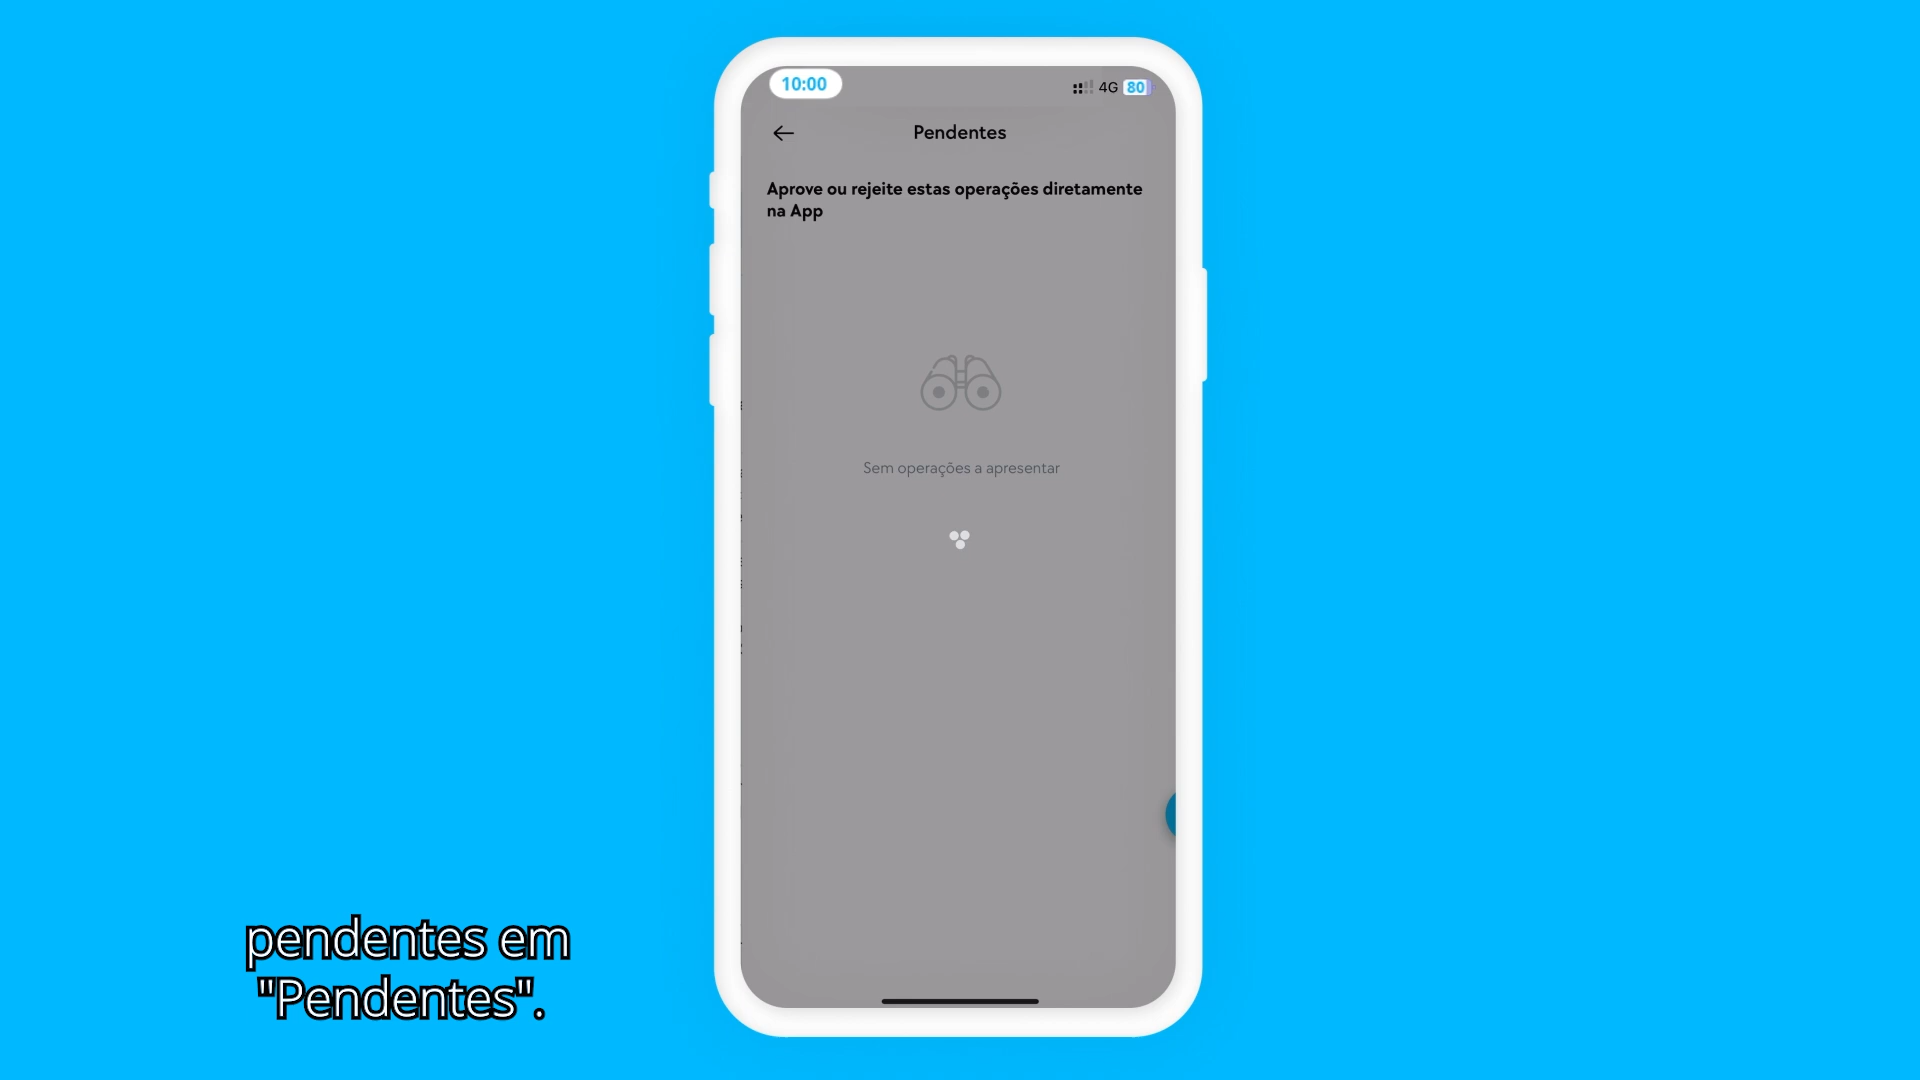 10:00
4G 80
Pendentes
Aprove ou rejeite estas operações diretamente
na App
Sem operações a apresentar
pendentes em
"Pendentes".